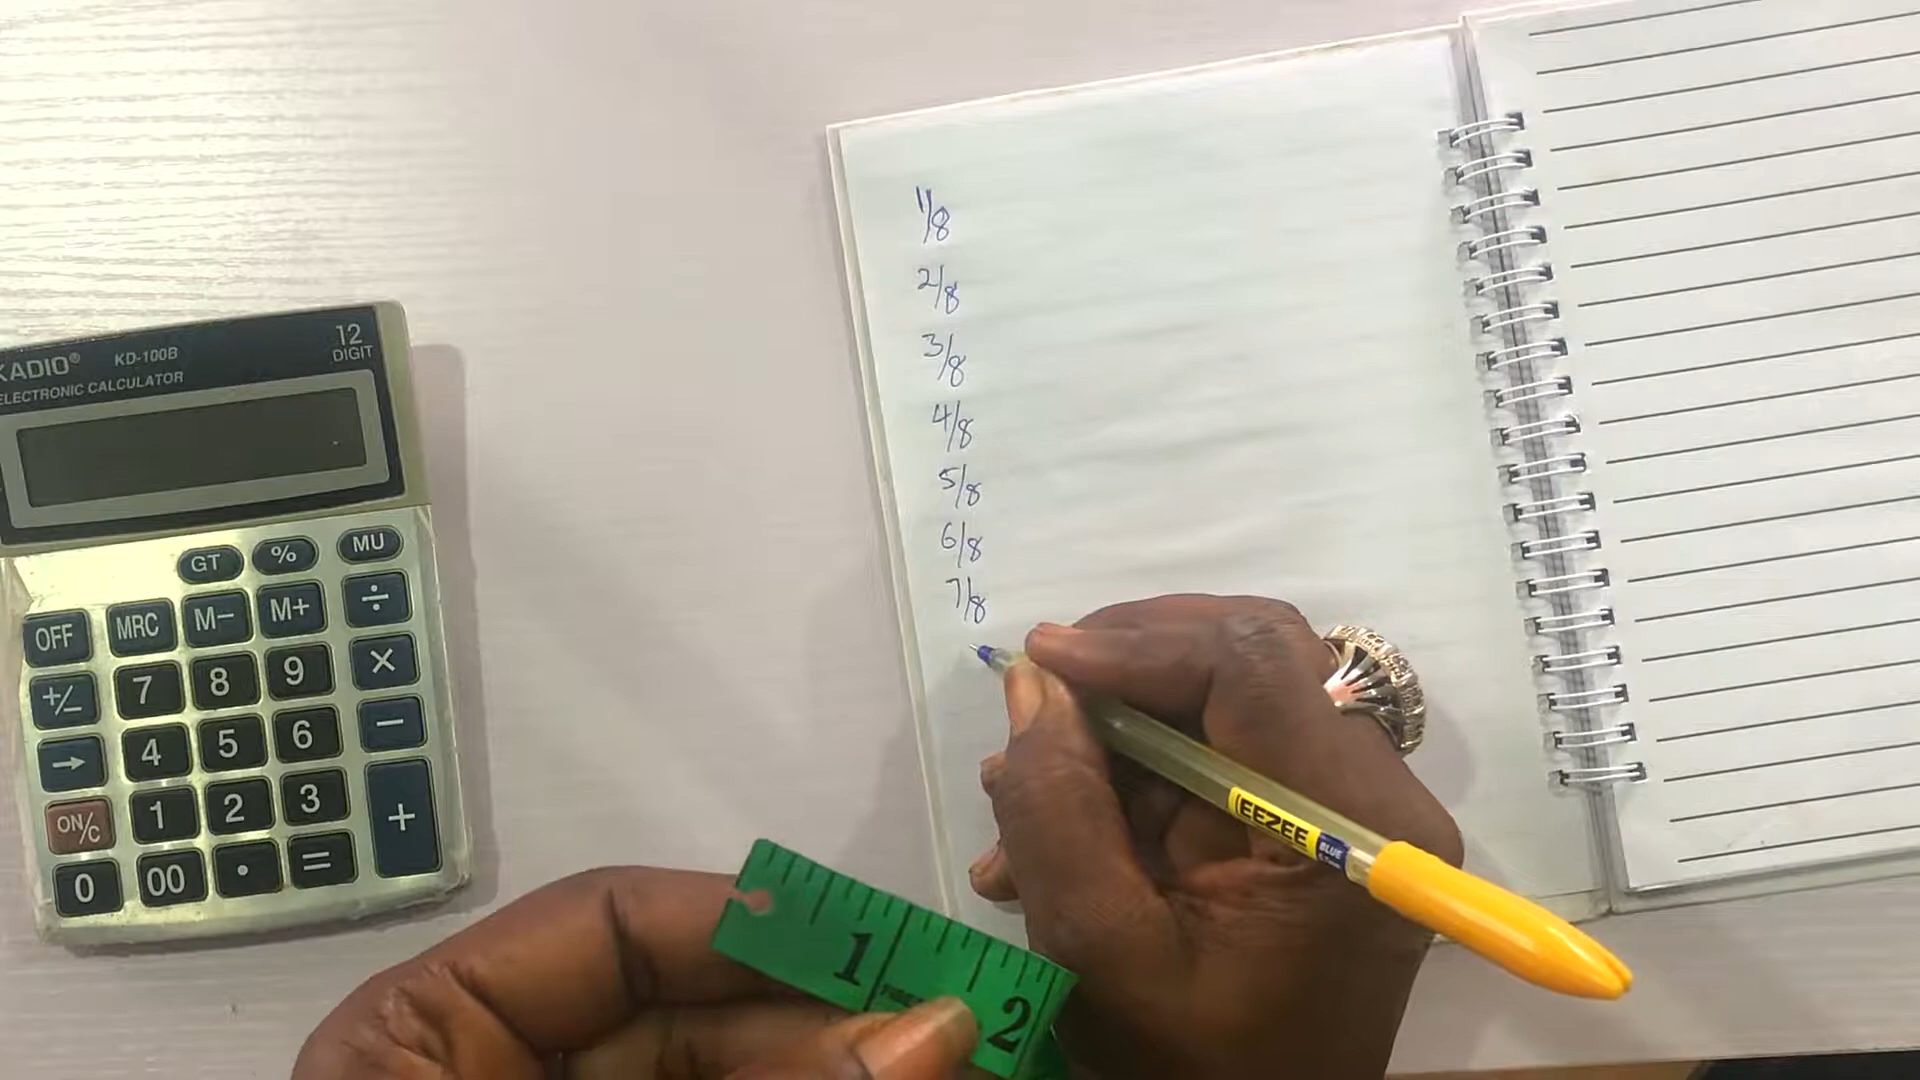 KADIO® KD-100B 12
ELECTRONIC CALCULATOR DIGIT
GT % MU
OFF MRC M− M+ ÷
+/− 7 8 9 ×
→ 4 5 6 −
ON/C 1 2 3 +
0 00 • =
1/8
2/8
3/8
4/8
5/8
6/8
7/8
EEZEE BLUE
1 2